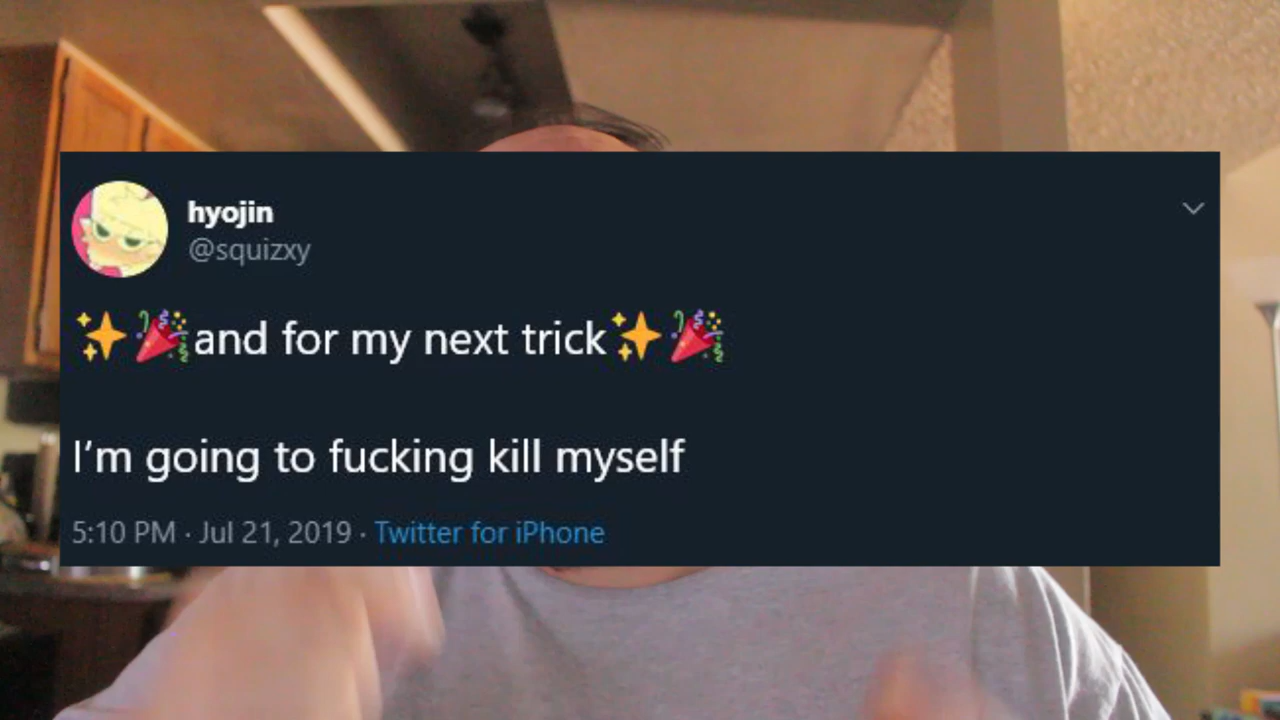 hyojin
@squizxy
✨🎉and for my next trick✨🎉
I'm going to fucking kill myself
5:10 PM · Jul 21, 2019 · Twitter for iPhone